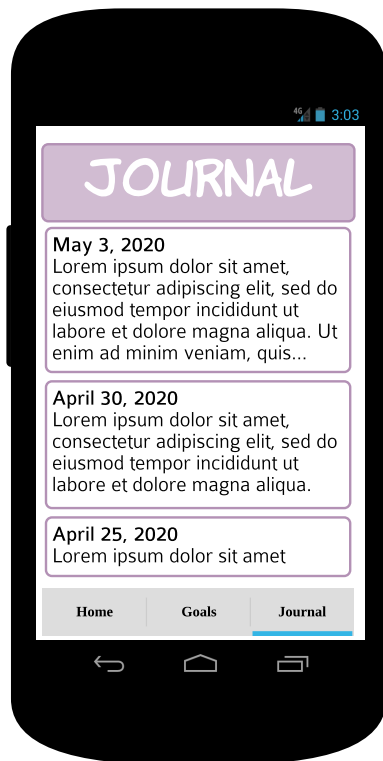 4G 3:03
JOURNAL
May 3, 2020
Lorem ipsum dolor sit amet,
consectetur adipiscing elit, sed do
eiusmod tempor incididunt ut
labore et dolore magna aliqua. Ut
enim ad minim veniam, quis...
April 30, 2020
Lorem ipsum dolor sit amet,
consectetur adipiscing elit, sed do
eiusmod tempor incididunt ut
labore et dolore magna aliqua.
April 25, 2020
Lorem ipsum dolor sit amet
Home Goals Journal